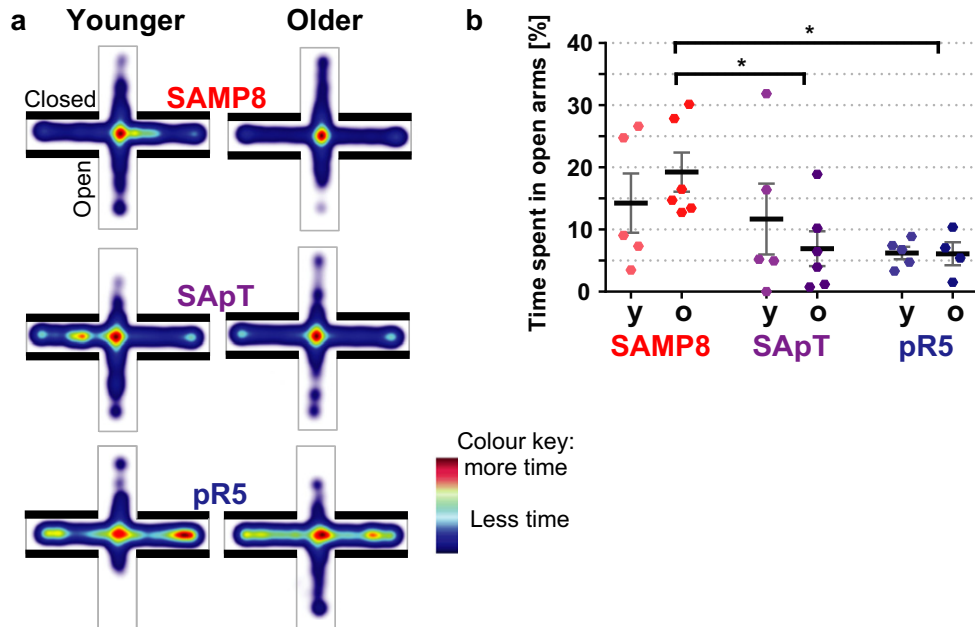 a
Younger
Older
Closed
SAMP8
Open
SApT
pR5
Colour key:
more time
Less time
b
Time spent in open arms [%]
40
30
20
10
0
*
*
y
o
y
o
y
o
SAMP8
SApT
pR5